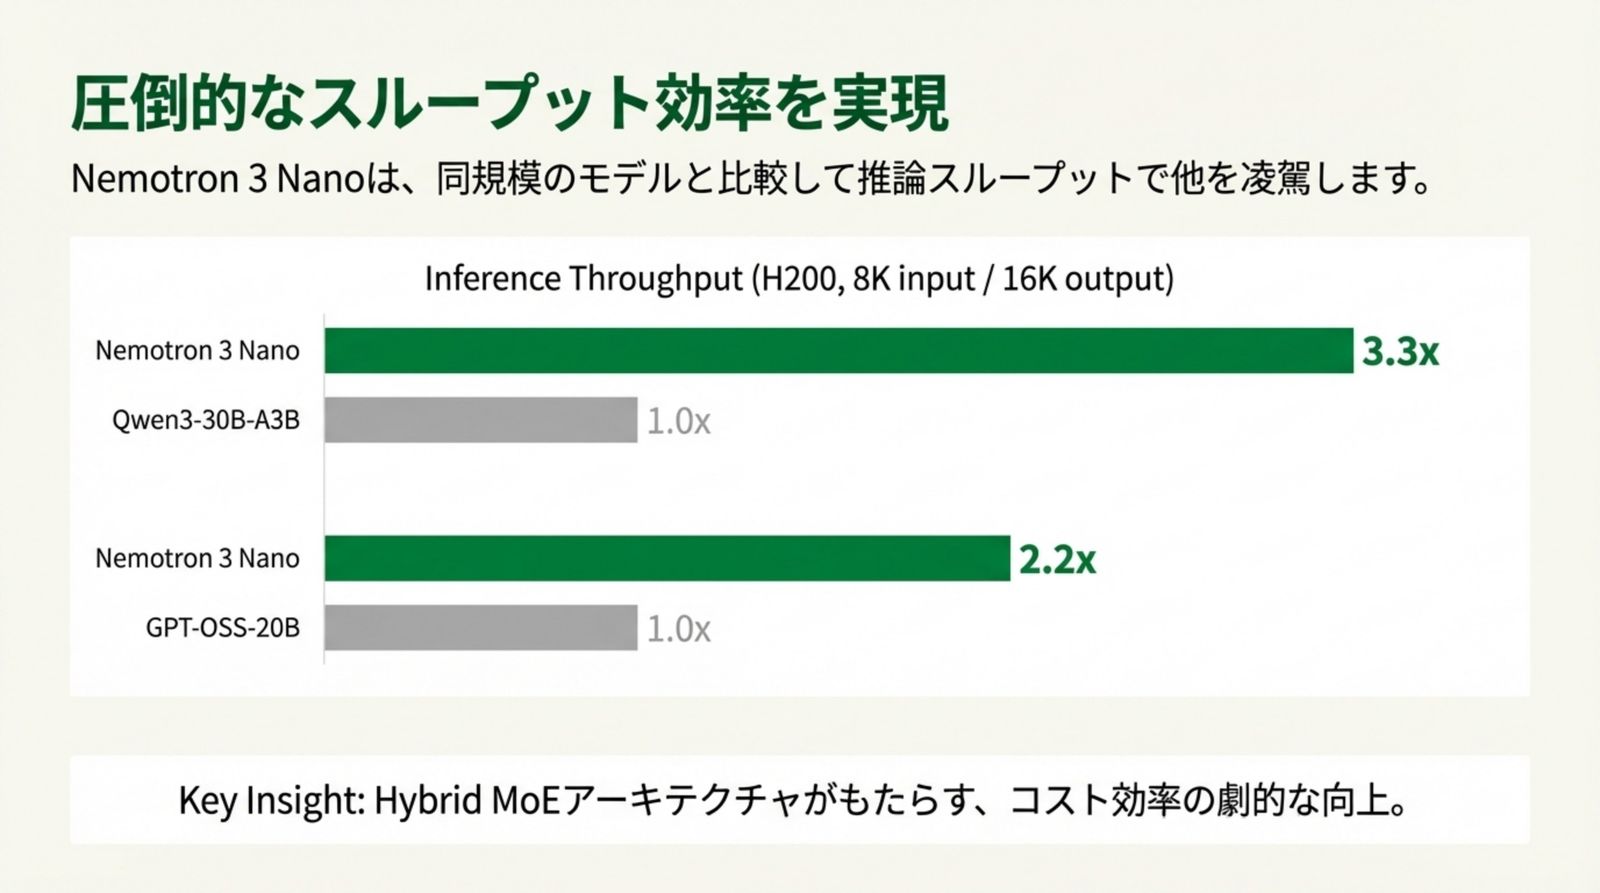 圧倒的なスループット効率を実現
Nemotron 3 Nanoは、同規模のモデルと比較して推論スループットで他を凌駕します。
Inference Throughput (H200, 8K input / 16K output)
Nemotron 3 Nano 3.3x
Qwen3-30B-A3B 1.0x
Nemotron 3 Nano 2.2x
GPT-OSS-20B 1.0x
Key Insight: Hybrid MoEアーキテクチャがもたらす、コスト効率の劇的な向上。